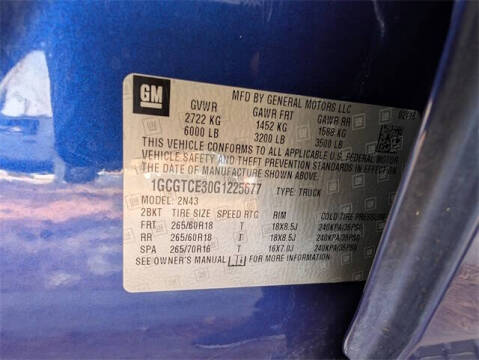 GM
MFD BY GENERAL MOTORS LLC
GVWR GAWR FRT GAWR RR
2722 KG 1452 KG 1588 KG
6000 LB 3200 LB 3500 LB
THIS VEHICLE CONFORMS TO ALL APPLICABLE U.S. FEDERAL MOTOR
VEHICLE SAFETY, BUMPER, AND THEFT PREVENTION STANDARDS IN EFFECT ON
THE DATE OF MANUFACTURE SHOWN ABOVE.
1GCGTCE30G1225677 TYPE: TRUCK
MODEL: 2N43
2BKT TIRE SIZE SPEED RTG RIM COLD TIRE PRESSURE
FRT 265/60R18 T 18X8.5J 240KPA(35PSI)
RR 265/60R18 T 18X8.5J 240KPA(35PSI)
SPA 265/70R16 T 16X7.0J 240KPA(35PSI)
SEE OWNER'S MANUAL FOR MORE INFORMATION.